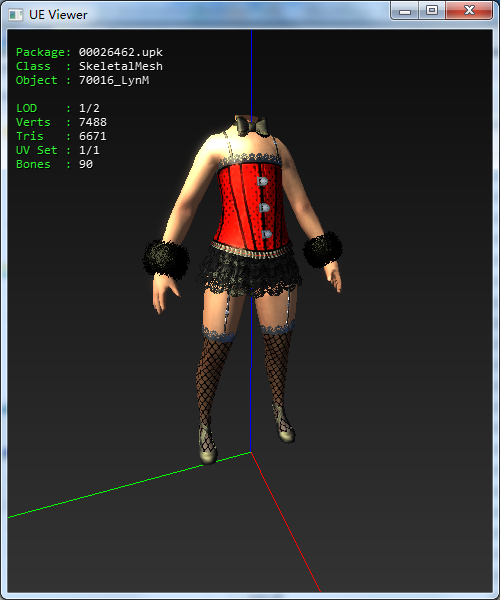 UE Viewer
Package: 00026462.upk
Class : SkeletalMesh
Object : 70016_LynM
LOD : 1/2
Verts : 7488
Tris : 6671
UV Set : 1/1
Bones : 90